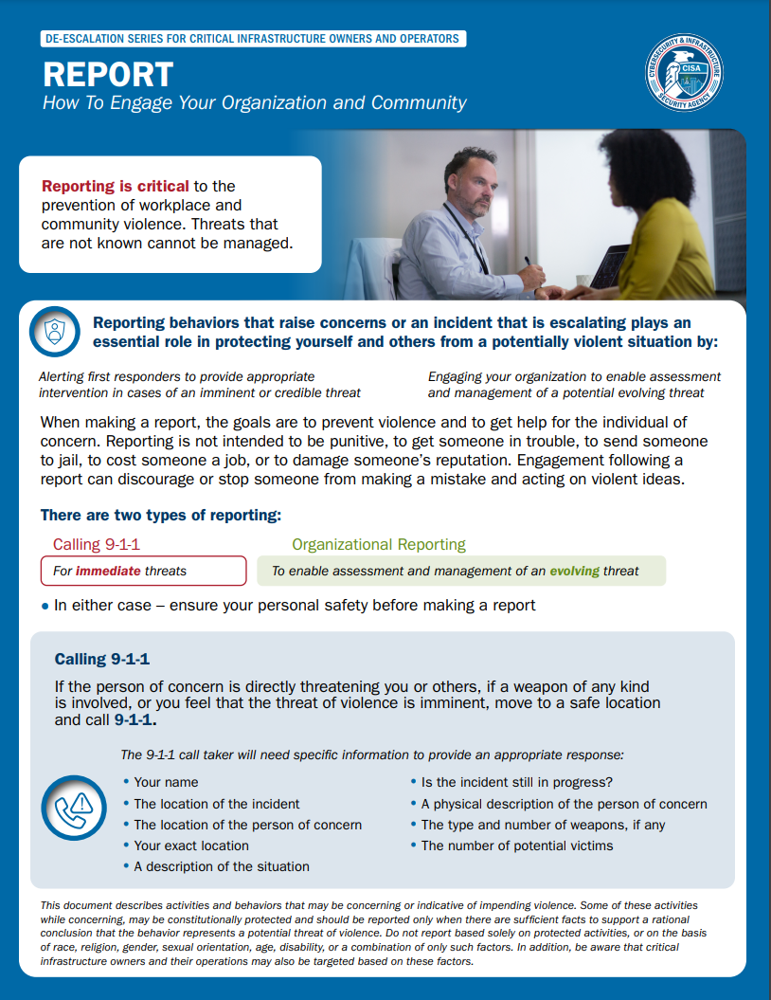 DE-ESCALATION SERIES FOR CRITICAL INFRASTRUCTURE OWNERS AND OPERATORS
REPORT
How To Engage Your Organization and Community
CYBERSECURITY & INFRASTRUCTURE
CISA
SECURITY AGENCY
Reporting is critical to the
prevention of workplace and
community violence. Threats that
are not known cannot be managed.
Reporting behaviors that raise concerns or an incident that is escalating plays an
essential role in protecting yourself and others from a potentially violent situation by:
Alerting first responders to provide appropriate
intervention in cases of an imminent or credible threat
Engaging your organization to enable assessment
and management of a potential evolving threat
When making a report, the goals are to prevent violence and to get help for the individual of
concern. Reporting is not intended to be punitive, to get someone in trouble, to send someone
to jail, to cost someone a job, or to damage someone's reputation. Engagement following a
report can discourage or stop someone from making a mistake and acting on violent ideas.
There are two types of reporting:
Calling 9-1-1
For immediate threats
Organizational Reporting
To enable assessment and management of an evolving threat
• In either case – ensure your personal safety before making a report
Calling 9-1-1
If the person of concern is directly threatening you or others, if a weapon of any kind
is involved, or you feel that the threat of violence is imminent, move to a safe location
and call 9-1-1.
The 9-1-1 call taker will need specific information to provide an appropriate response:
• Your name
• The location of the incident
• The location of the person of concern
• Your exact location
• A description of the situation
• Is the incident still in progress?
• A physical description of the person of concern
• The type and number of weapons, if any
• The number of potential victims
This document describes activities and behaviors that may be concerning or indicative of impending violence. Some of these activities
while concerning, may be constitutionally protected and should be reported only when there are sufficient facts to support a rational
conclusion that the behavior represents a potential threat of violence. Do not report based solely on protected activities, or on the basis
of race, religion, gender, sexual orientation, age, disability, or a combination of only such factors. In addition, be aware that critical
infrastructure owners and their operations may also be targeted based on these factors.